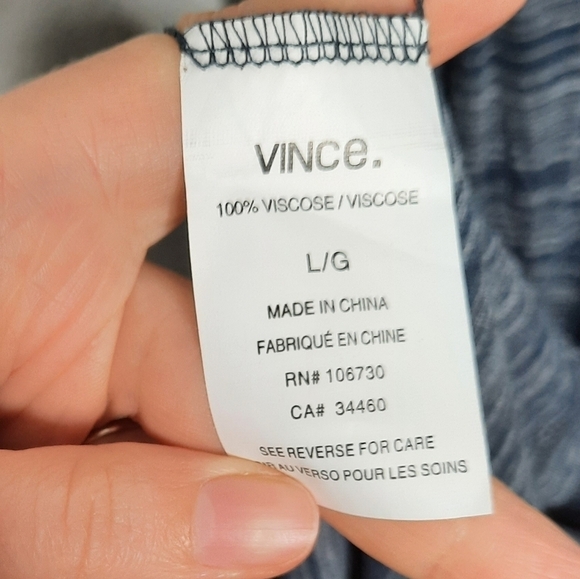 VINCe.
100% VISCOSE / VISCOSE
L/G
MADE IN CHINA
FABRIQUÉ EN CHINE
RN# 106730
CA# 34460
SEE REVERSE FOR CARE
AU VERSO POUR LES SOINS